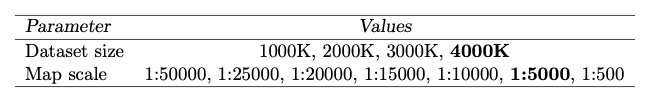 Parameter Values
Dataset size 1000K, 2000K, 3000K, 4000K
Map scale 1:50000, 1:25000, 1:20000, 1:15000, 1:10000, 1:5000, 1:500